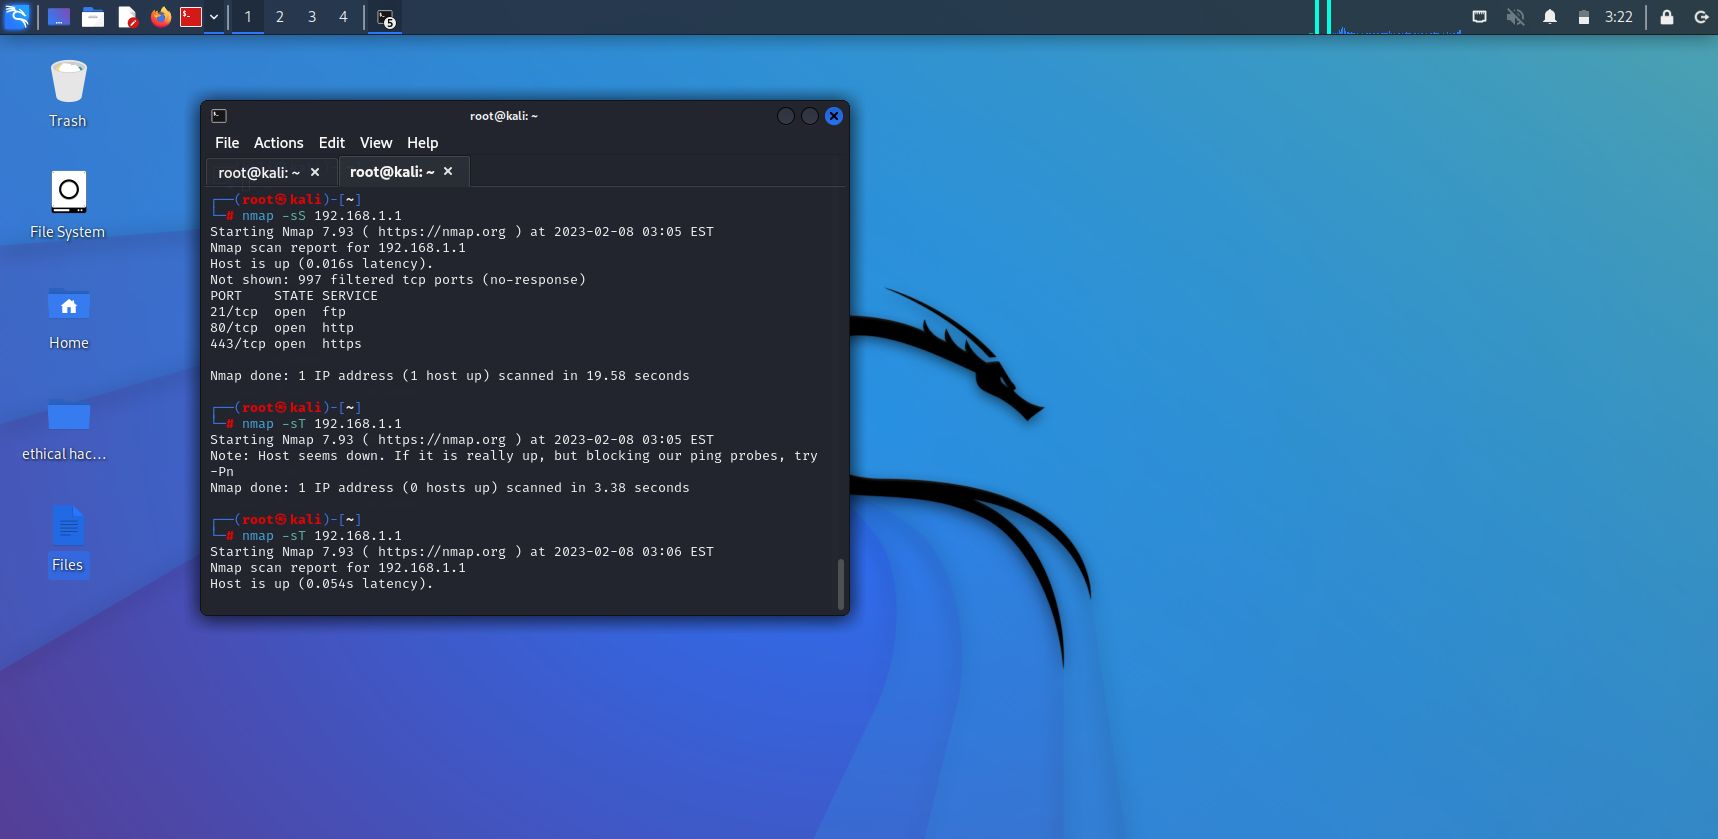 1 2 3 4 5 3:22
Trash
File System
Home
ethical hac...
Files
root@kali: ~
File Actions Edit View Help
root@kali: ~ × root@kali: ~ ×
┌──(root㉿kali)-[~]
└─# nmap -sS 192.168.1.1
Starting Nmap 7.93 ( https://nmap.org ) at 2023-02-08 03:05 EST
Nmap scan report for 192.168.1.1
Host is up (0.016s latency).
Not shown: 997 filtered tcp ports (no-response)
PORT    STATE SERVICE
21/tcp  open  ftp
80/tcp  open  http
443/tcp open  https
Nmap done: 1 IP address (1 host up) scanned in 19.58 seconds
┌──(root㉿kali)-[~]
└─# nmap -sT 192.168.1.1
Starting Nmap 7.93 ( https://nmap.org ) at 2023-02-08 03:05 EST
Note: Host seems down. If it is really up, but blocking our ping probes, try
-Pn
Nmap done: 1 IP address (0 hosts up) scanned in 3.38 seconds
┌──(root㉿kali)-[~]
└─# nmap -sT 192.168.1.1
Starting Nmap 7.93 ( https://nmap.org ) at 2023-02-08 03:06 EST
Nmap scan report for 192.168.1.1
Host is up (0.054s latency).